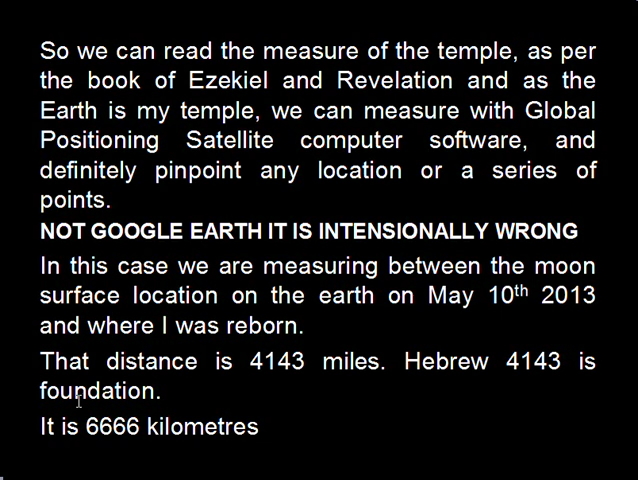 So we can read the measure of the temple, as per
the book of Ezekiel and Revelation and as the
Earth is my temple, we can measure with Global
Positioning Satellite computer software, and
definitely pinpoint any location or a series of
points.
NOT GOOGLE EARTH IT IS INTENSIONALLY WRONG
In this case we are measuring between the moon
surface location on the earth on May 10th 2013
and where I was reborn.
That distance is 4143 miles. Hebrew 4143 is
foundation.
It is 6666 kilometres